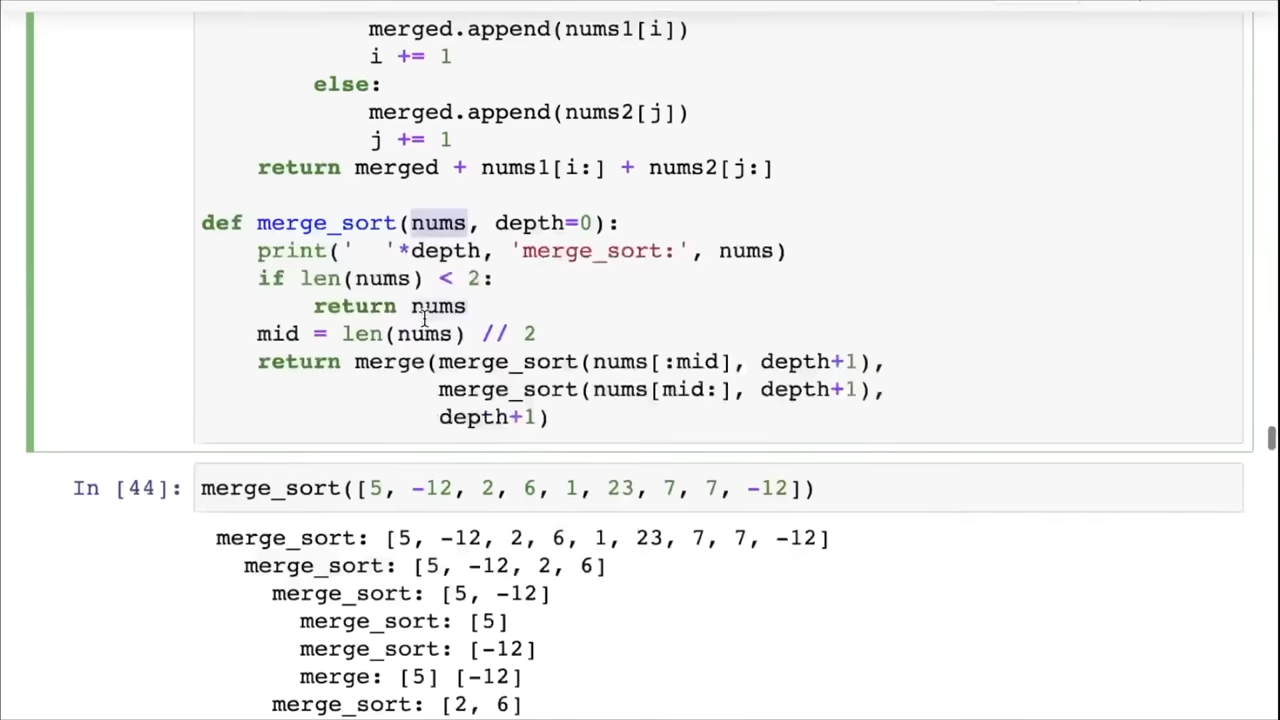 merged.append(nums1[i])
i += 1
else:
merged.append(nums2[j])
j += 1
return merged + nums1[i:] + nums2[j:]
def merge_sort(nums, depth=0):
print('  '*depth, 'merge_sort:', nums)
if len(nums) < 2:
return nums
mid = len(nums) // 2
return merge(merge_sort(nums[:mid], depth+1),
merge_sort(nums[mid:], depth+1),
depth+1)
In [44]: merge_sort([5, -12, 2, 6, 1, 23, 7, 7, -12])
merge_sort: [5, -12, 2, 6, 1, 23, 7, 7, -12]
merge_sort: [5, -12, 2, 6]
merge_sort: [5, -12]
merge_sort: [5]
merge_sort: [-12]
merge: [5] [-12]
merge_sort: [2, 6]